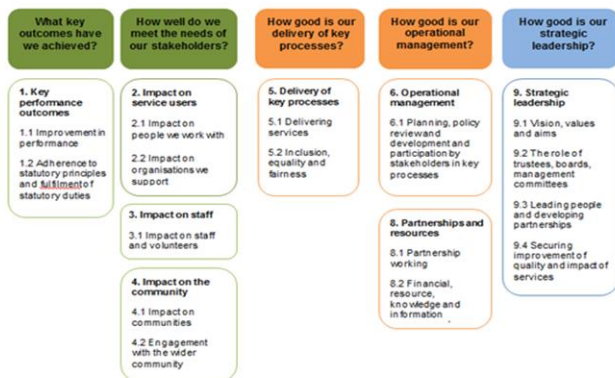 What key
outcomes have
we achieved?
How well do we
meet the needs of
our stakeholders?
How good is our
delivery of key
processes?
How good is our
operational
management?
How good is our
strategic
leadership?
1. Key
performance
outcomes
1.1 Improvement in
performance
1.2 Adherence to
statutory principles
and fulfilment of
statutory duties
2. Impact on
service users
2.1 Impact on
people we work with
2.2 Impact on
organisations we
support
3. Impact on staff
3.1 Impact on staff
and volunteers
4. Impact on the
community
4.1 Impact on
communities
4.2 Engagement
with the wider
community
5. Delivery of
key processes
5.1 Delivering
services
5.2 Inclusion,
equality and
fairness
6. Operational
management
6.1 Planning, policy
review and
development and
participation by
stakeholders in key
processes
8. Partnerships and
resources
8.1 Partnership
working
8.2 Financial,
resource,
knowledge and
information
9. Strategic
leadership
9.1 Vision, values
and aims
9.2 The role of
trustees, boards,
management
committees
9.3 Leading people
and developing
partnerships
9.4 Securing
improvement of
quality and impact of
services